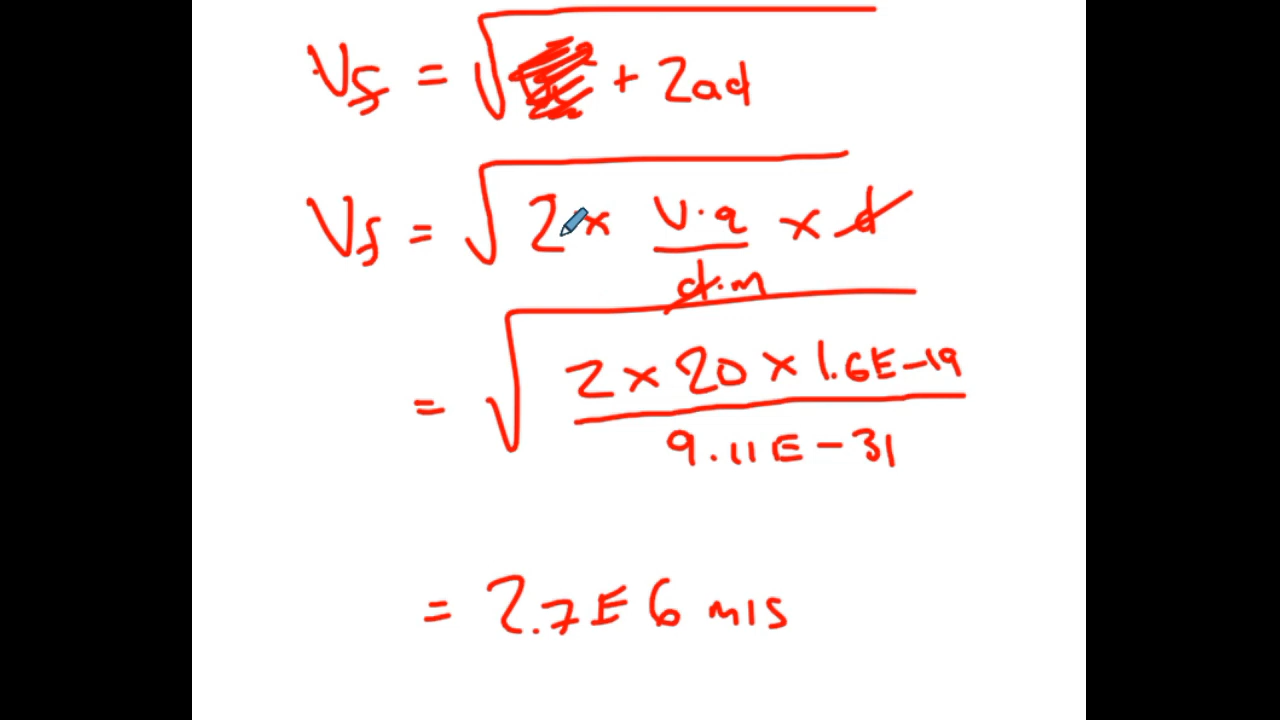 Vf = √ + 2ad
Vf = √ 2 x V·q / d·m x d
= √ 2 x 20 x 1.6E-19 / 9.11E-31
= 2.7E6 m/s